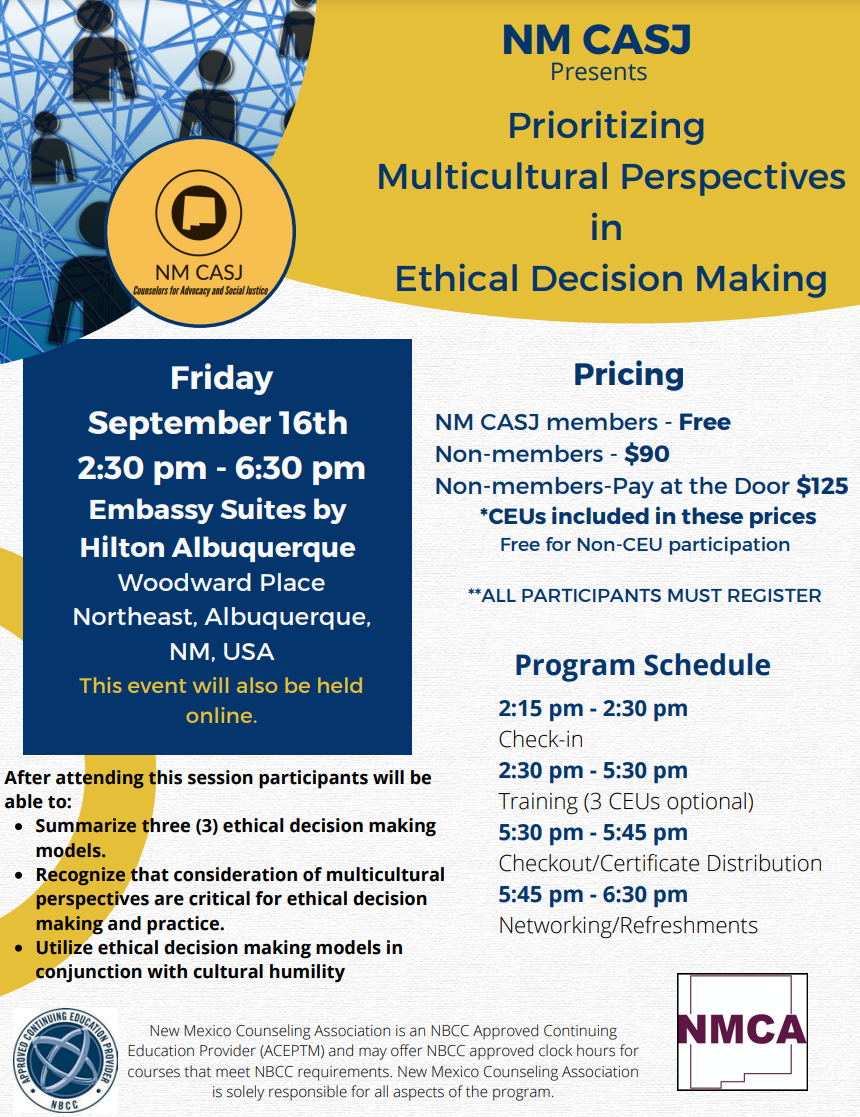 NM CASJ
Presents
Prioritizing
Multicultural Perspectives
in
Ethical Decision Making
NM CASJ
Counselors for Advocacy and Social Justice
Friday
September 16th
2:30 pm - 6:30 pm
Embassy Suites by
Hilton Albuquerque
Woodward Place
Northeast, Albuquerque,
NM, USA
This event will also be held
online.
Pricing
NM CASJ members - Free
Non-members - $90
Non-members-Pay at the Door $125
*CEUs included in these prices
Free for Non-CEU participation
**ALL PARTICIPANTS MUST REGISTER
Program Schedule
2:15 pm - 2:30 pm
Check-in
2:30 pm - 5:30 pm
Training (3 CEUs optional)
5:30 pm - 5:45 pm
Checkout/Certificate Distribution
5:45 pm - 6:30 pm
Networking/Refreshments
After attending this session participants will be
able to:
• Summarize three (3) ethical decision making
models.
• Recognize that consideration of multicultural
perspectives are critical for ethical decision
making and practice.
• Utilize ethical decision making models in
conjunction with cultural humility
APPROVED CONTINUING EDUCATION PROVIDER
NBCC
New Mexico Counseling Association is an NBCC Approved Continuing
Education Provider (ACEPTM) and may offer NBCC approved clock hours for
courses that meet NBCC requirements. New Mexico Counseling Association
is solely responsible for all aspects of the program.
NMCA